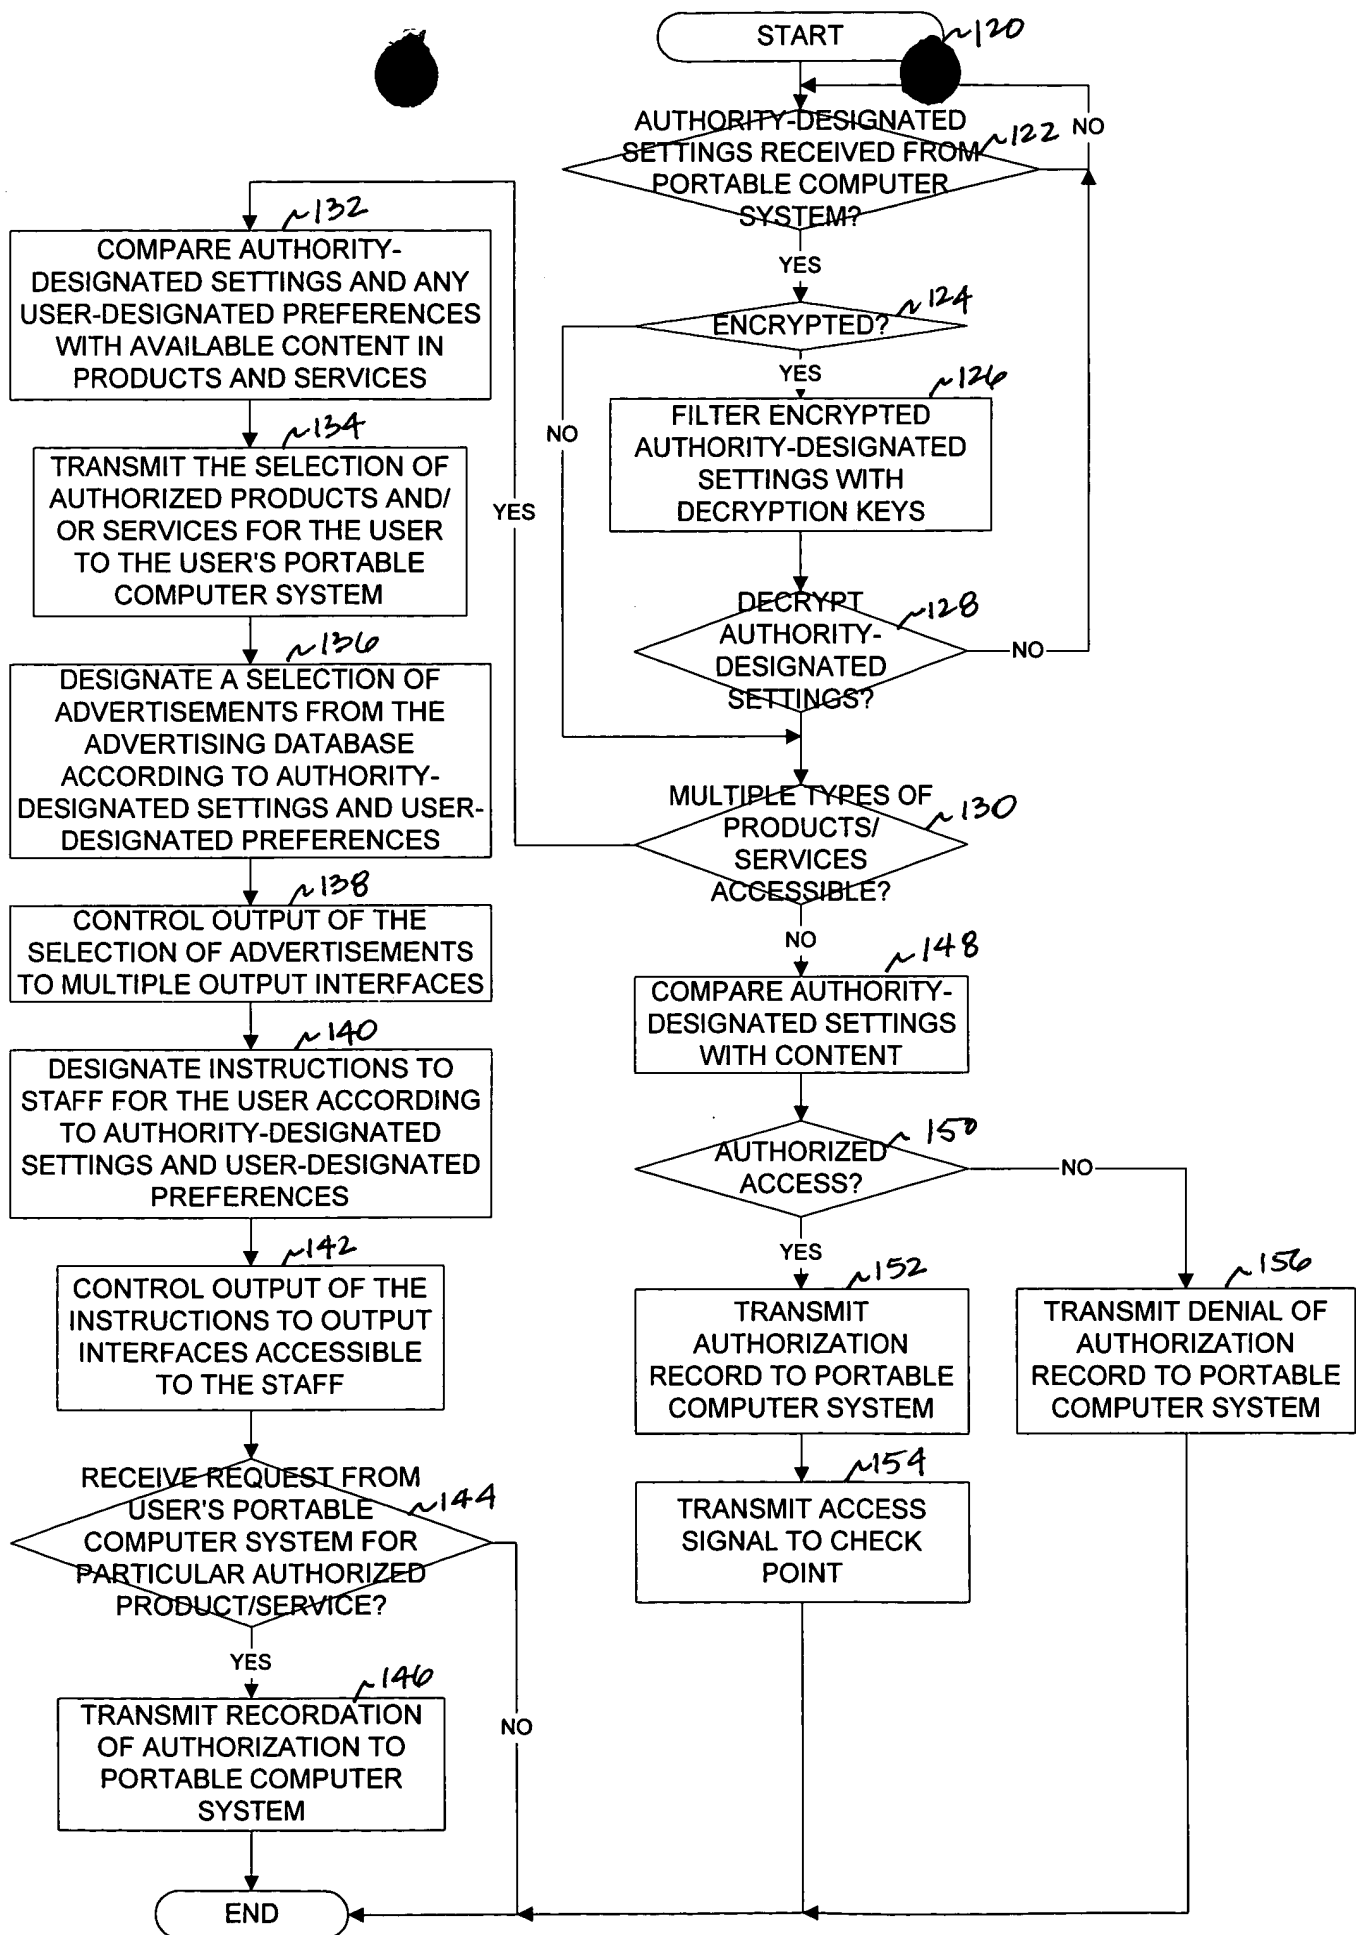 START
~120
AUTHORITY-DESIGNATED
SETTINGS RECEIVED FROM
PORTABLE COMPUTER
SYSTEM?
~122
NO
YES
ENCRYPTED?
~124
YES
NO
~126
FILTER ENCRYPTED
AUTHORITY-DESIGNATED
SETTINGS WITH
DECRYPTION KEYS
DECRYPT
AUTHORITY-
DESIGNATED
SETTINGS?
~128
NO
MULTIPLE TYPES OF
PRODUCTS/
SERVICES
ACCESSIBLE?
~130
YES
NO
~132
COMPARE AUTHORITY-
DESIGNATED SETTINGS AND ANY
USER-DESIGNATED PREFERENCES
WITH AVAILABLE CONTENT IN
PRODUCTS AND SERVICES
~134
TRANSMIT THE SELECTION OF
AUTHORIZED PRODUCTS AND/
OR SERVICES FOR THE USER
TO THE USER'S PORTABLE
COMPUTER SYSTEM
~136
DESIGNATE A SELECTION OF
ADVERTISEMENTS FROM THE
ADVERTISING DATABASE
ACCORDING TO AUTHORITY-
DESIGNATED SETTINGS AND USER-
DESIGNATED PREFERENCES
~138
CONTROL OUTPUT OF THE
SELECTION OF ADVERTISEMENTS
TO MULTIPLE OUTPUT INTERFACES
~140
DESIGNATE INSTRUCTIONS TO
STAFF FOR THE USER ACCORDING
TO AUTHORITY-DESIGNATED
SETTINGS AND USER-DESIGNATED
PREFERENCES
~142
CONTROL OUTPUT OF THE
INSTRUCTIONS TO OUTPUT
INTERFACES ACCESSIBLE
TO THE STAFF
RECEIVE REQUEST FROM
USER'S PORTABLE
COMPUTER SYSTEM FOR
PARTICULAR AUTHORIZED
PRODUCT/SERVICE?
~144
YES
NO
~146
TRANSMIT RECORDATION
OF AUTHORIZATION TO
PORTABLE COMPUTER
SYSTEM
~148
COMPARE AUTHORITY-
DESIGNATED SETTINGS
WITH CONTENT
AUTHORIZED
ACCESS?
~150
NO
YES
~152
TRANSMIT
AUTHORIZATION
RECORD TO PORTABLE
COMPUTER SYSTEM
~154
TRANSMIT ACCESS
SIGNAL TO CHECK
POINT
~156
TRANSMIT DENIAL OF
AUTHORIZATION
RECORD TO PORTABLE
COMPUTER SYSTEM
END